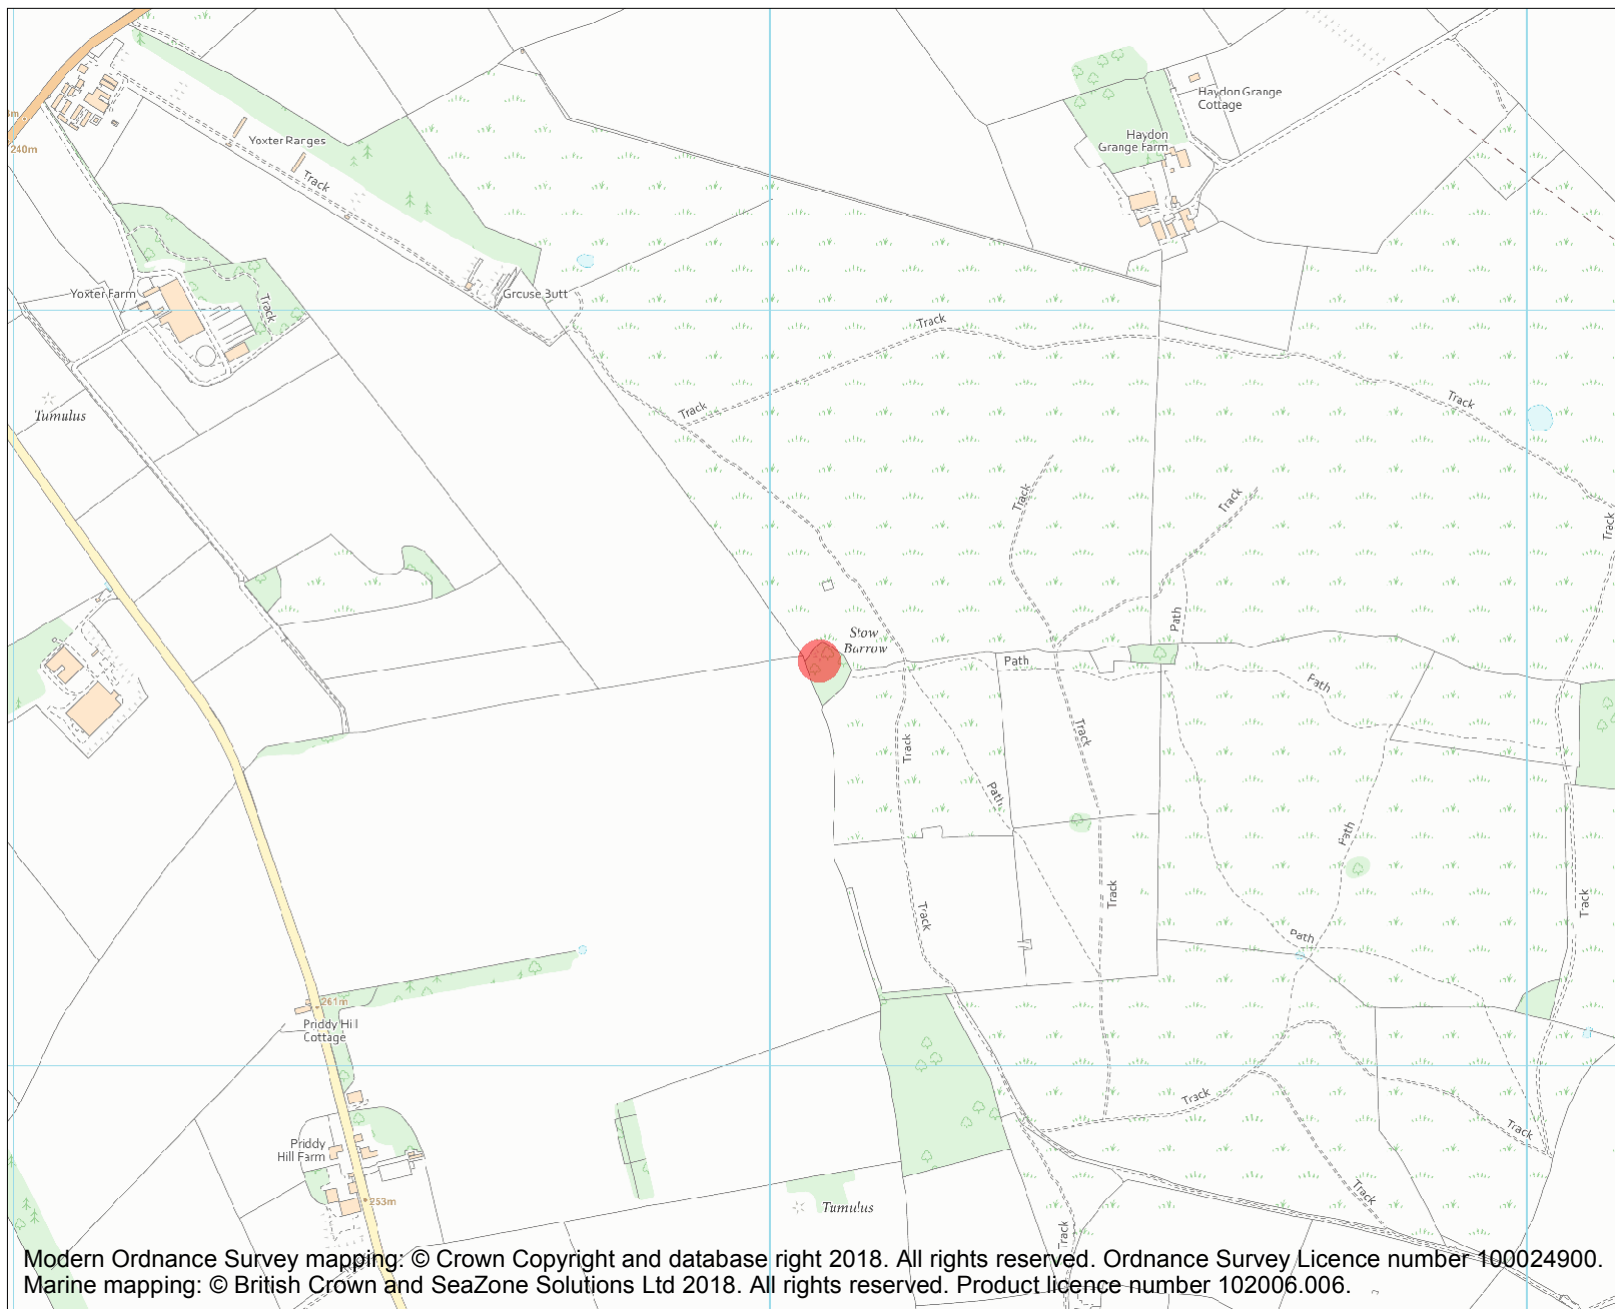 240m
Yoxter Ranges
Track
Haydon Grange
Cottage
Haydon
Grange Farm
Yoxter Farm
Track
Grouse Butt
Track
Track
Track
Tumulus
Track
Track
Track
Path
Stow
Barrow
Path
Path
Track
Track
Path
Path
Track
Track
Track
Path
261m
Priddy Hill
Cottage
Track
Track
Priddy
Hill Farm
Track
253m
Tumulus
Track
Modern Ordnance Survey mapping: © Crown Copyright and database right 2018. All rights reserved. Ordnance Survey Licence number 100024900.
Marine mapping: © British Crown and SeaZone Solutions Ltd 2018. All rights reserved. Product licence number 102006.006.